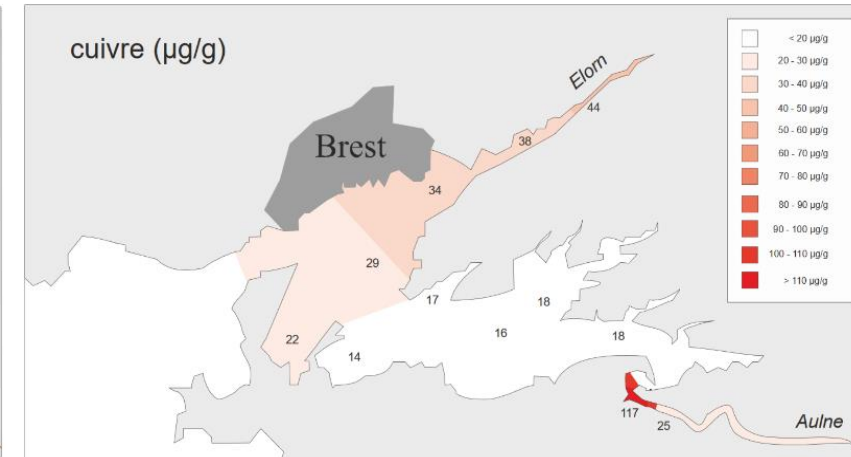 cuivre (µg/g)
Brest
Elorn
44
38
34
29
22
14
17
18
16
18
117
25
Aulne
< 20 µg/g
20 - 30 µg/g
30 - 40 µg/g
40 - 50 µg/g
50 - 60 µg/g
60 - 70 µg/g
70 - 80 µg/g
80 - 90 µg/g
90 - 100 µg/g
100 - 110 µg/g
> 110 µg/g